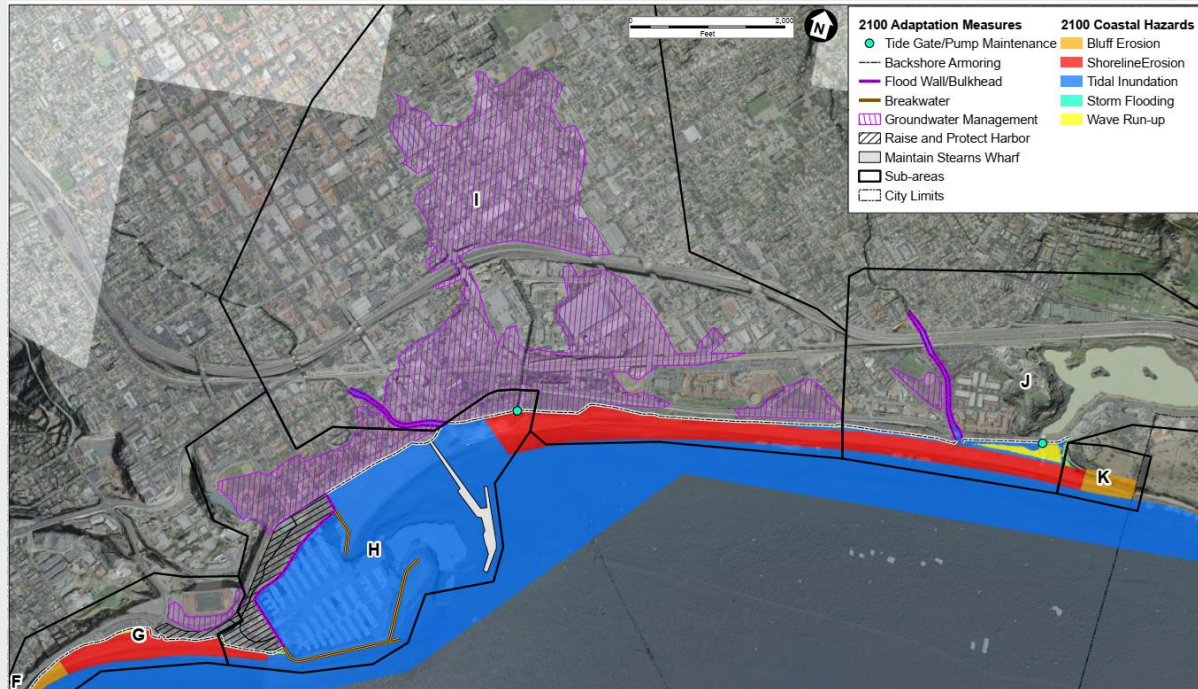 0 2,000
Feet
N
2100 Adaptation Measures
Tide Gate/Pump Maintenance
Backshore Armoring
Flood Wall/Bulkhead
Breakwater
Groundwater Management
Raise and Protect Harbor
Maintain Stearns Wharf
Sub-areas
City Limits
2100 Coastal Hazards
Bluff Erosion
ShorelineErosion
Tidal Inundation
Storm Flooding
Wave Run-up
I
J
K
H
G
F